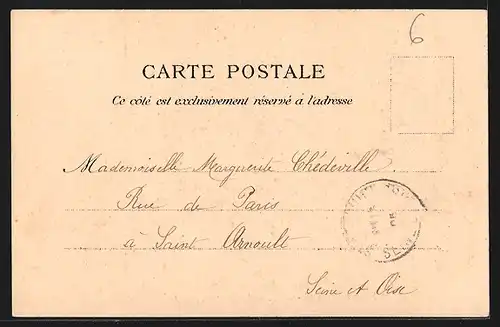 6
CARTE POSTALE
Ce côté est exclusivement réservé à l'adresse
Mademoiselle Marguerite Chédeville
Rue de Paris
à Saint Arnoult
Seine et Oise